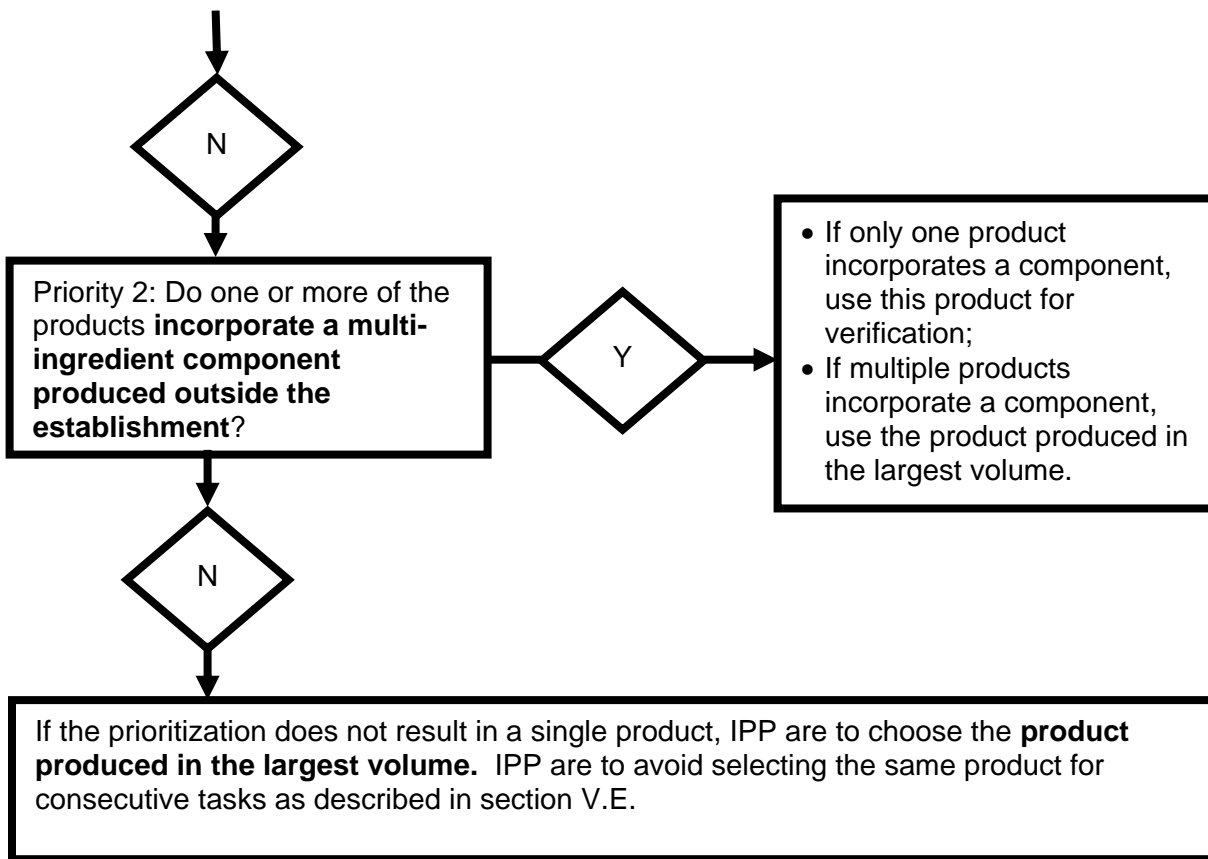 N
Priority 2: Do one or more of the
products incorporate a multi-
ingredient component
produced outside the
establishment?
Y
• If only one product
incorporates a component,
use this product for
verification;
• If multiple products
incorporate a component,
use the product produced in
the largest volume.
N
If the prioritization does not result in a single product, IPP are to choose the product
produced in the largest volume.  IPP are to avoid selecting the same product for
consecutive tasks as described in section V.E.